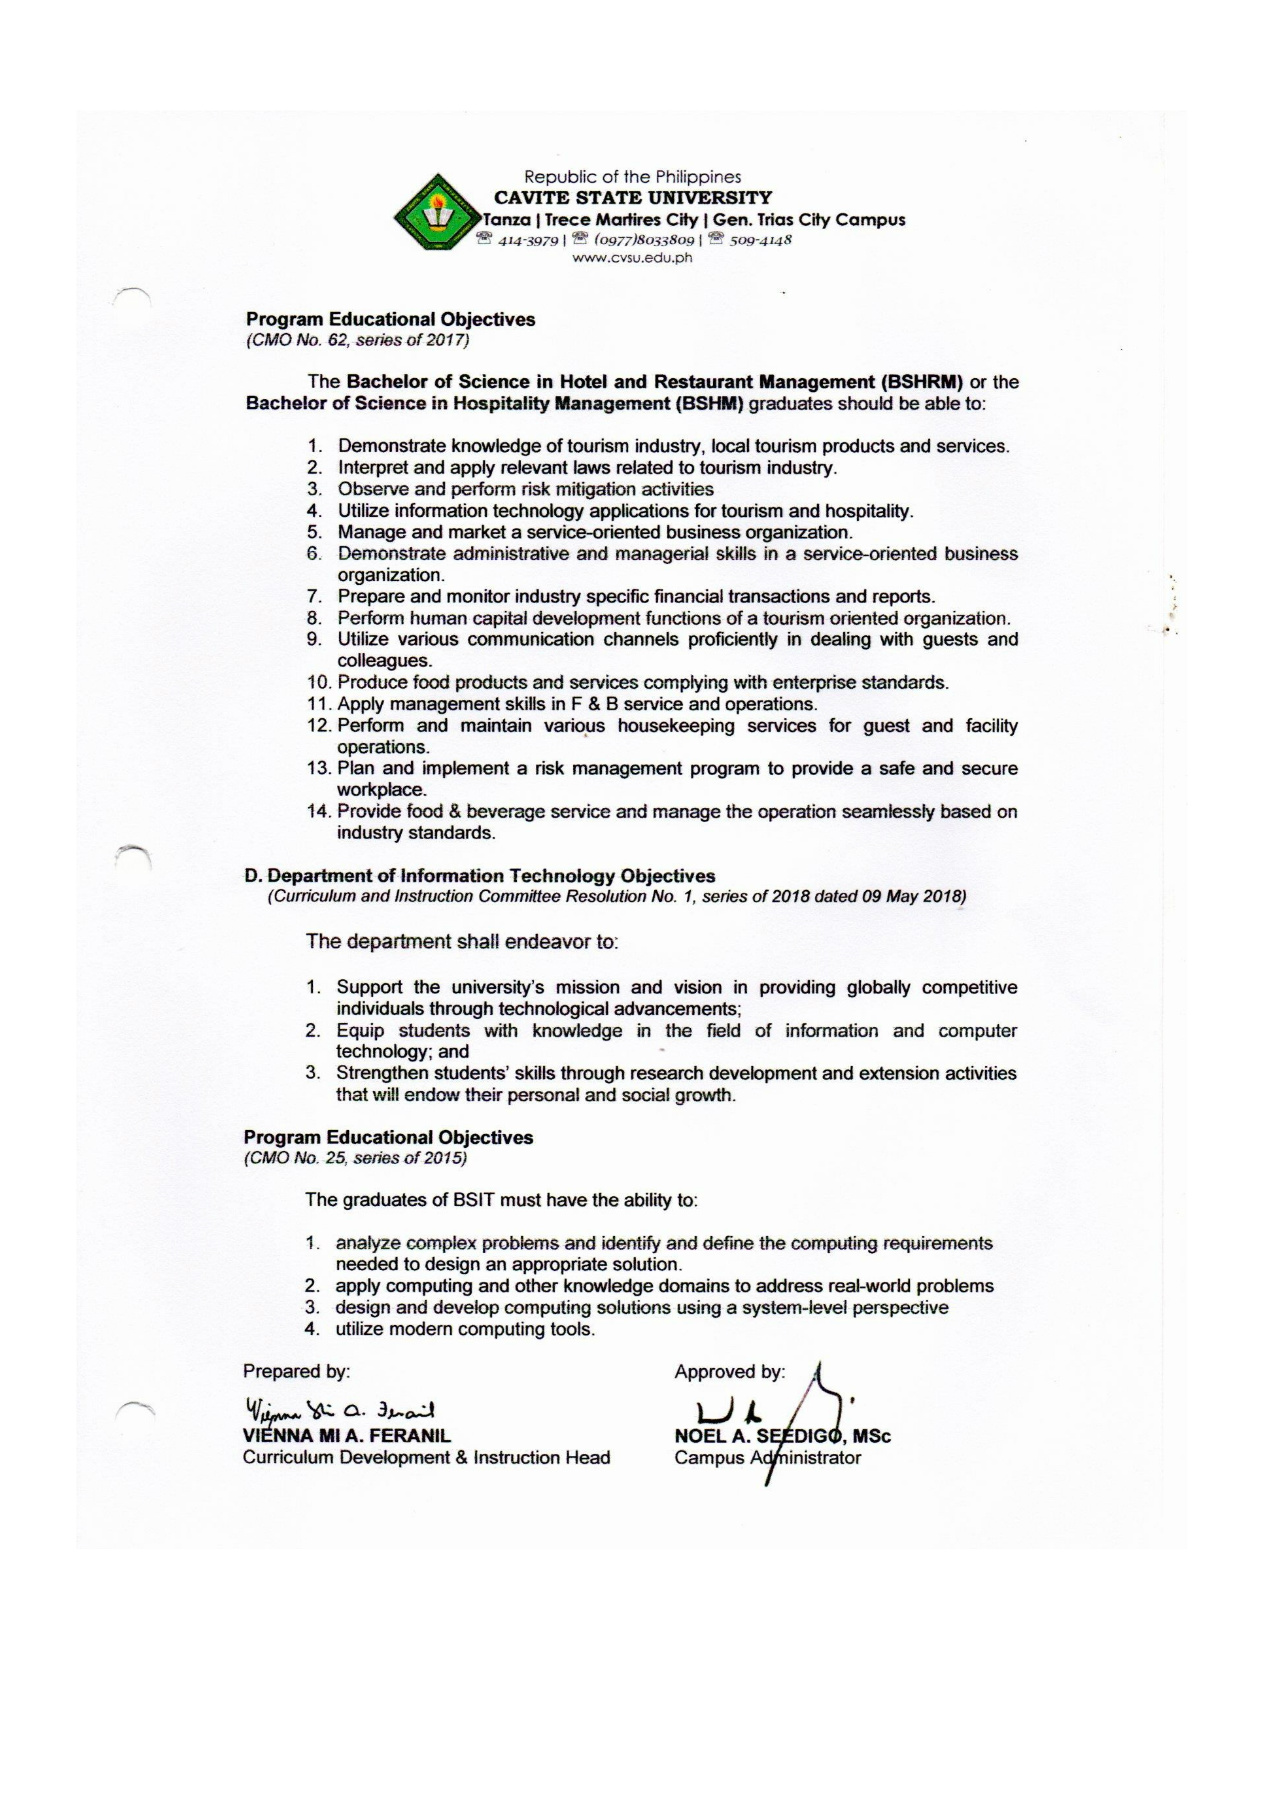 Republic of the Philippines
CAVITE STATE UNIVERSITY
Tanza | Trece Martires City | Gen. Trias City Campus
☎ 414-3979 | ☎ (0977)8033809 | ☎ 509-4148
www.cvsu.edu.ph
Program Educational Objectives
(CMO No. 62, series of 2017)
The Bachelor of Science in Hotel and Restaurant Management (BSHRM) or the
Bachelor of Science in Hospitality Management (BSHM) graduates should be able to:
1. Demonstrate knowledge of tourism industry, local tourism products and services.
2. Interpret and apply relevant laws related to tourism industry.
3. Observe and perform risk mitigation activities
4. Utilize information technology applications for tourism and hospitality.
5. Manage and market a service-oriented business organization.
6. Demonstrate administrative and managerial skills in a service-oriented business
organization.
7. Prepare and monitor industry specific financial transactions and reports.
8. Perform human capital development functions of a tourism oriented organization.
9. Utilize various communication channels proficiently in dealing with guests and
colleagues.
10. Produce food products and services complying with enterprise standards.
11. Apply management skills in F & B service and operations.
12. Perform and maintain various housekeeping services for guest and facility
operations.
13. Plan and implement a risk management program to provide a safe and secure
workplace.
14. Provide food & beverage service and manage the operation seamlessly based on
industry standards.
D. Department of Information Technology Objectives
(Curriculum and Instruction Committee Resolution No. 1, series of 2018 dated 09 May 2018)
The department shall endeavor to:
1. Support the university's mission and vision in providing globally competitive
individuals through technological advancements;
2. Equip students with knowledge in the field of information and computer
technology; and
3. Strengthen students' skills through research development and extension activities
that will endow their personal and social growth.
Program Educational Objectives
(CMO No. 25, series of 2015)
The graduates of BSIT must have the ability to:
1. analyze complex problems and identify and define the computing requirements
needed to design an appropriate solution.
2. apply computing and other knowledge domains to address real-world problems
3. design and develop computing solutions using a system-level perspective
4. utilize modern computing tools.
Prepared by:
Approved by:
Vienna Mi A. Feranil
VIENNA MI A. FERANIL
NOEL A. SEEDIGO, MSc
Curriculum Development & Instruction Head
Campus Administrator